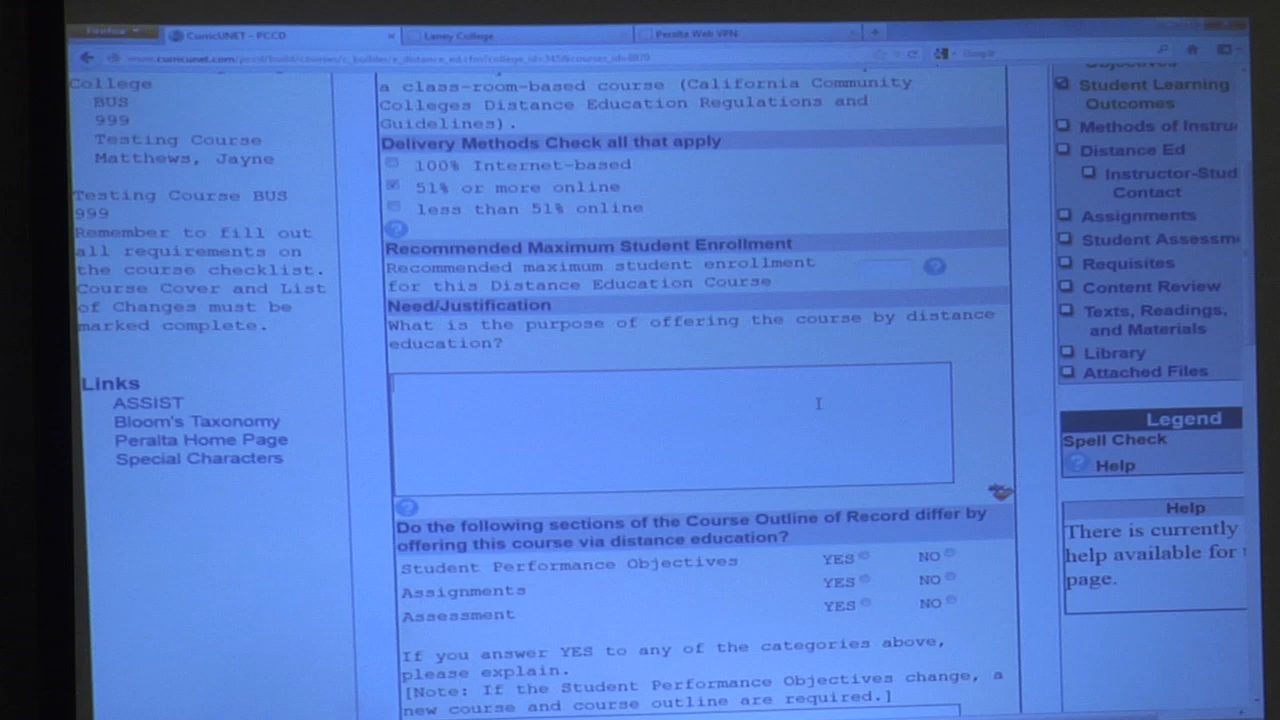 Firefox
CurricUNET - PCCD
Laney College
Peralta Web VPN
Google
College
BUS
999
Testing Course
Matthews, Jayne
Testing Course BUS
999
Remember to fill out
all requirements on
the course checklist.
Course Cover and List
of Changes must be
marked complete.
Links
ASSIST
Bloom's Taxonomy
Peralta Home Page
Special Characters
a class-room-based course (California Community
Colleges Distance Education Regulations and
Guidelines).
Delivery Methods Check all that apply
100% Internet-based
51% or more online
less than 51% online
Recommended Maximum Student Enrollment
Recommended maximum student enrollment
for this Distance Education Course
Need/Justification
What is the purpose of offering the course by distance
education?
Do the following sections of the Course Outline of Record differ by
offering this course via distance education?
Student Performance Objectives YES NO
Assignments YES NO
Assessment YES NO
If you answer YES to any of the categories above,
please explain.
[Note: If the Student Performance Objectives change, a
new course and course outline are required.]
Objectives
Student Learning
Outcomes
Methods of Instru
Distance Ed
Instructor-Stud
Contact
Assignments
Student Assessm
Requisites
Content Review
Texts, Readings,
and Materials
Library
Attached Files
Legend
Spell Check
? Help
Help
There is currently
help available for
page.